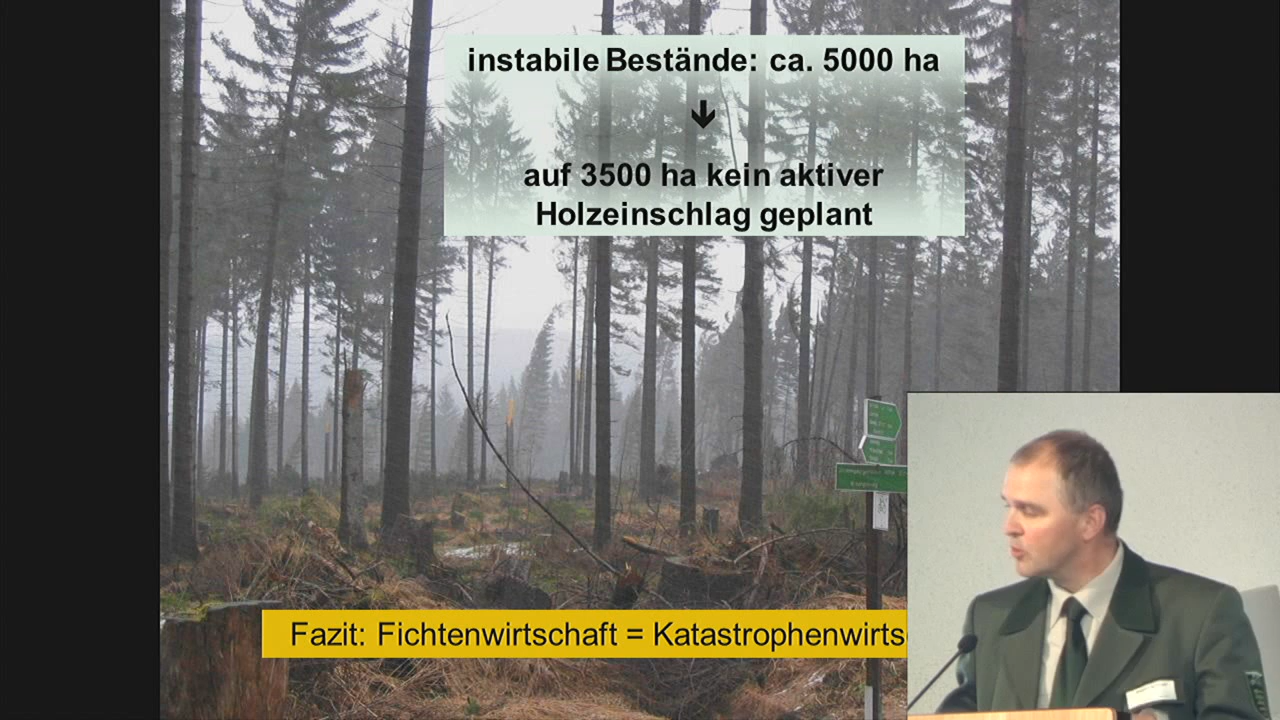 instabile Bestände: ca. 5000 ha
auf 3500 ha kein aktiver
Holzeinschlag geplant
Fazit: Fichtenwirtschaft = Katastrophenwirts